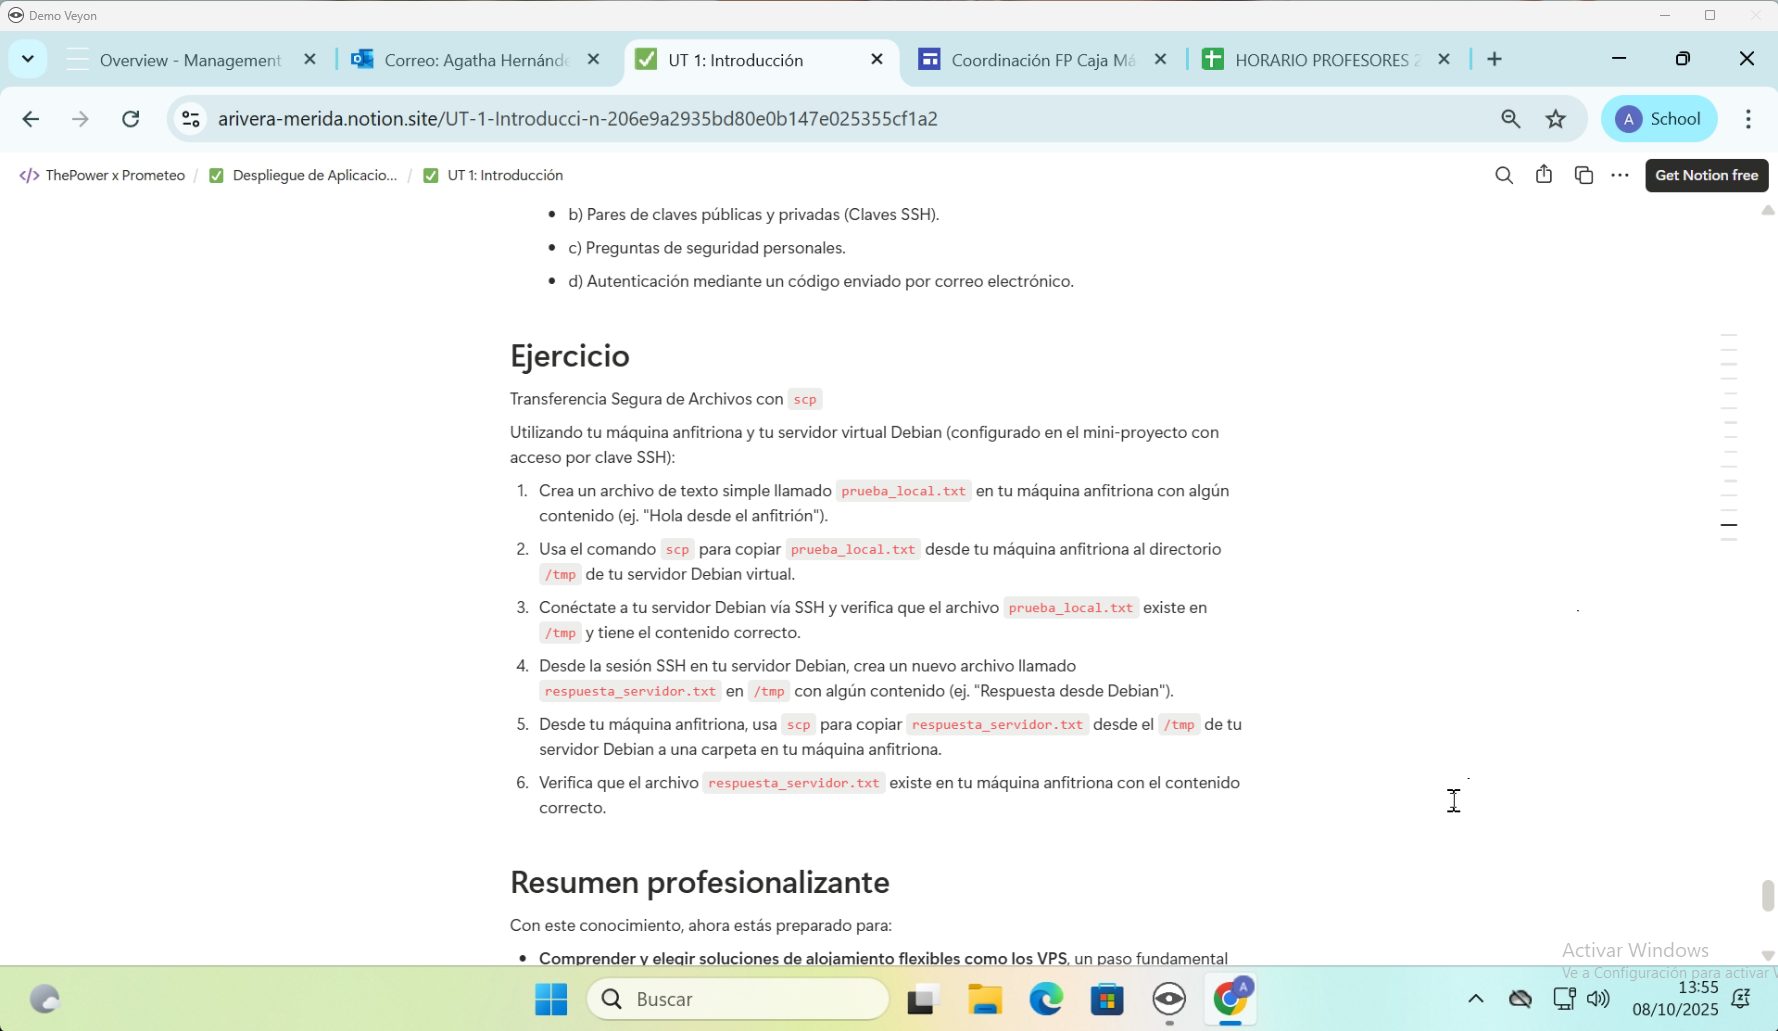 Demo Veyon
Overview - Management
Correo: Agatha Hernánde
UT 1: Introducción
Coordinación FP Caja Má
HORARIO PROFESORES 2
arivera-merida.notion.site/UT-1-Introducci-n-206e9a2935bd80e0b147e025355cf1a2
A School
</> ThePower x Prometeo / Despliegue de Aplicacio... / UT 1: Introducción
Get Notion free
• b) Pares de claves públicas y privadas (Claves SSH).
• c) Preguntas de seguridad personales.
• d) Autenticación mediante un código enviado por correo electrónico.
Ejercicio
Transferencia Segura de Archivos con scp
Utilizando tu máquina anfitriona y tu servidor virtual Debian (configurado en el mini-proyecto con
acceso por clave SSH):
1. Crea un archivo de texto simple llamado prueba_local.txt en tu máquina anfitriona con algún
contenido (ej. "Hola desde el anfitrión").
2. Usa el comando scp para copiar prueba_local.txt desde tu máquina anfitriona al directorio
/tmp de tu servidor Debian virtual.
3. Conéctate a tu servidor Debian vía SSH y verifica que el archivo prueba_local.txt existe en
/tmp y tiene el contenido correcto.
4. Desde la sesión SSH en tu servidor Debian, crea un nuevo archivo llamado
respuesta_servidor.txt en /tmp con algún contenido (ej. "Respuesta desde Debian").
5. Desde tu máquina anfitriona, usa scp para copiar respuesta_servidor.txt desde el /tmp de tu
servidor Debian a una carpeta en tu máquina anfitriona.
6. Verifica que el archivo respuesta_servidor.txt existe en tu máquina anfitriona con el contenido
correcto.
Resumen profesionalizante
Con este conocimiento, ahora estás preparado para:
• Comprender y elegir soluciones de alojamiento flexibles como los VPS, un paso fundamental
Activar Windows
Ve a Configuración para activar
Buscar
A
13:55
08/10/2025